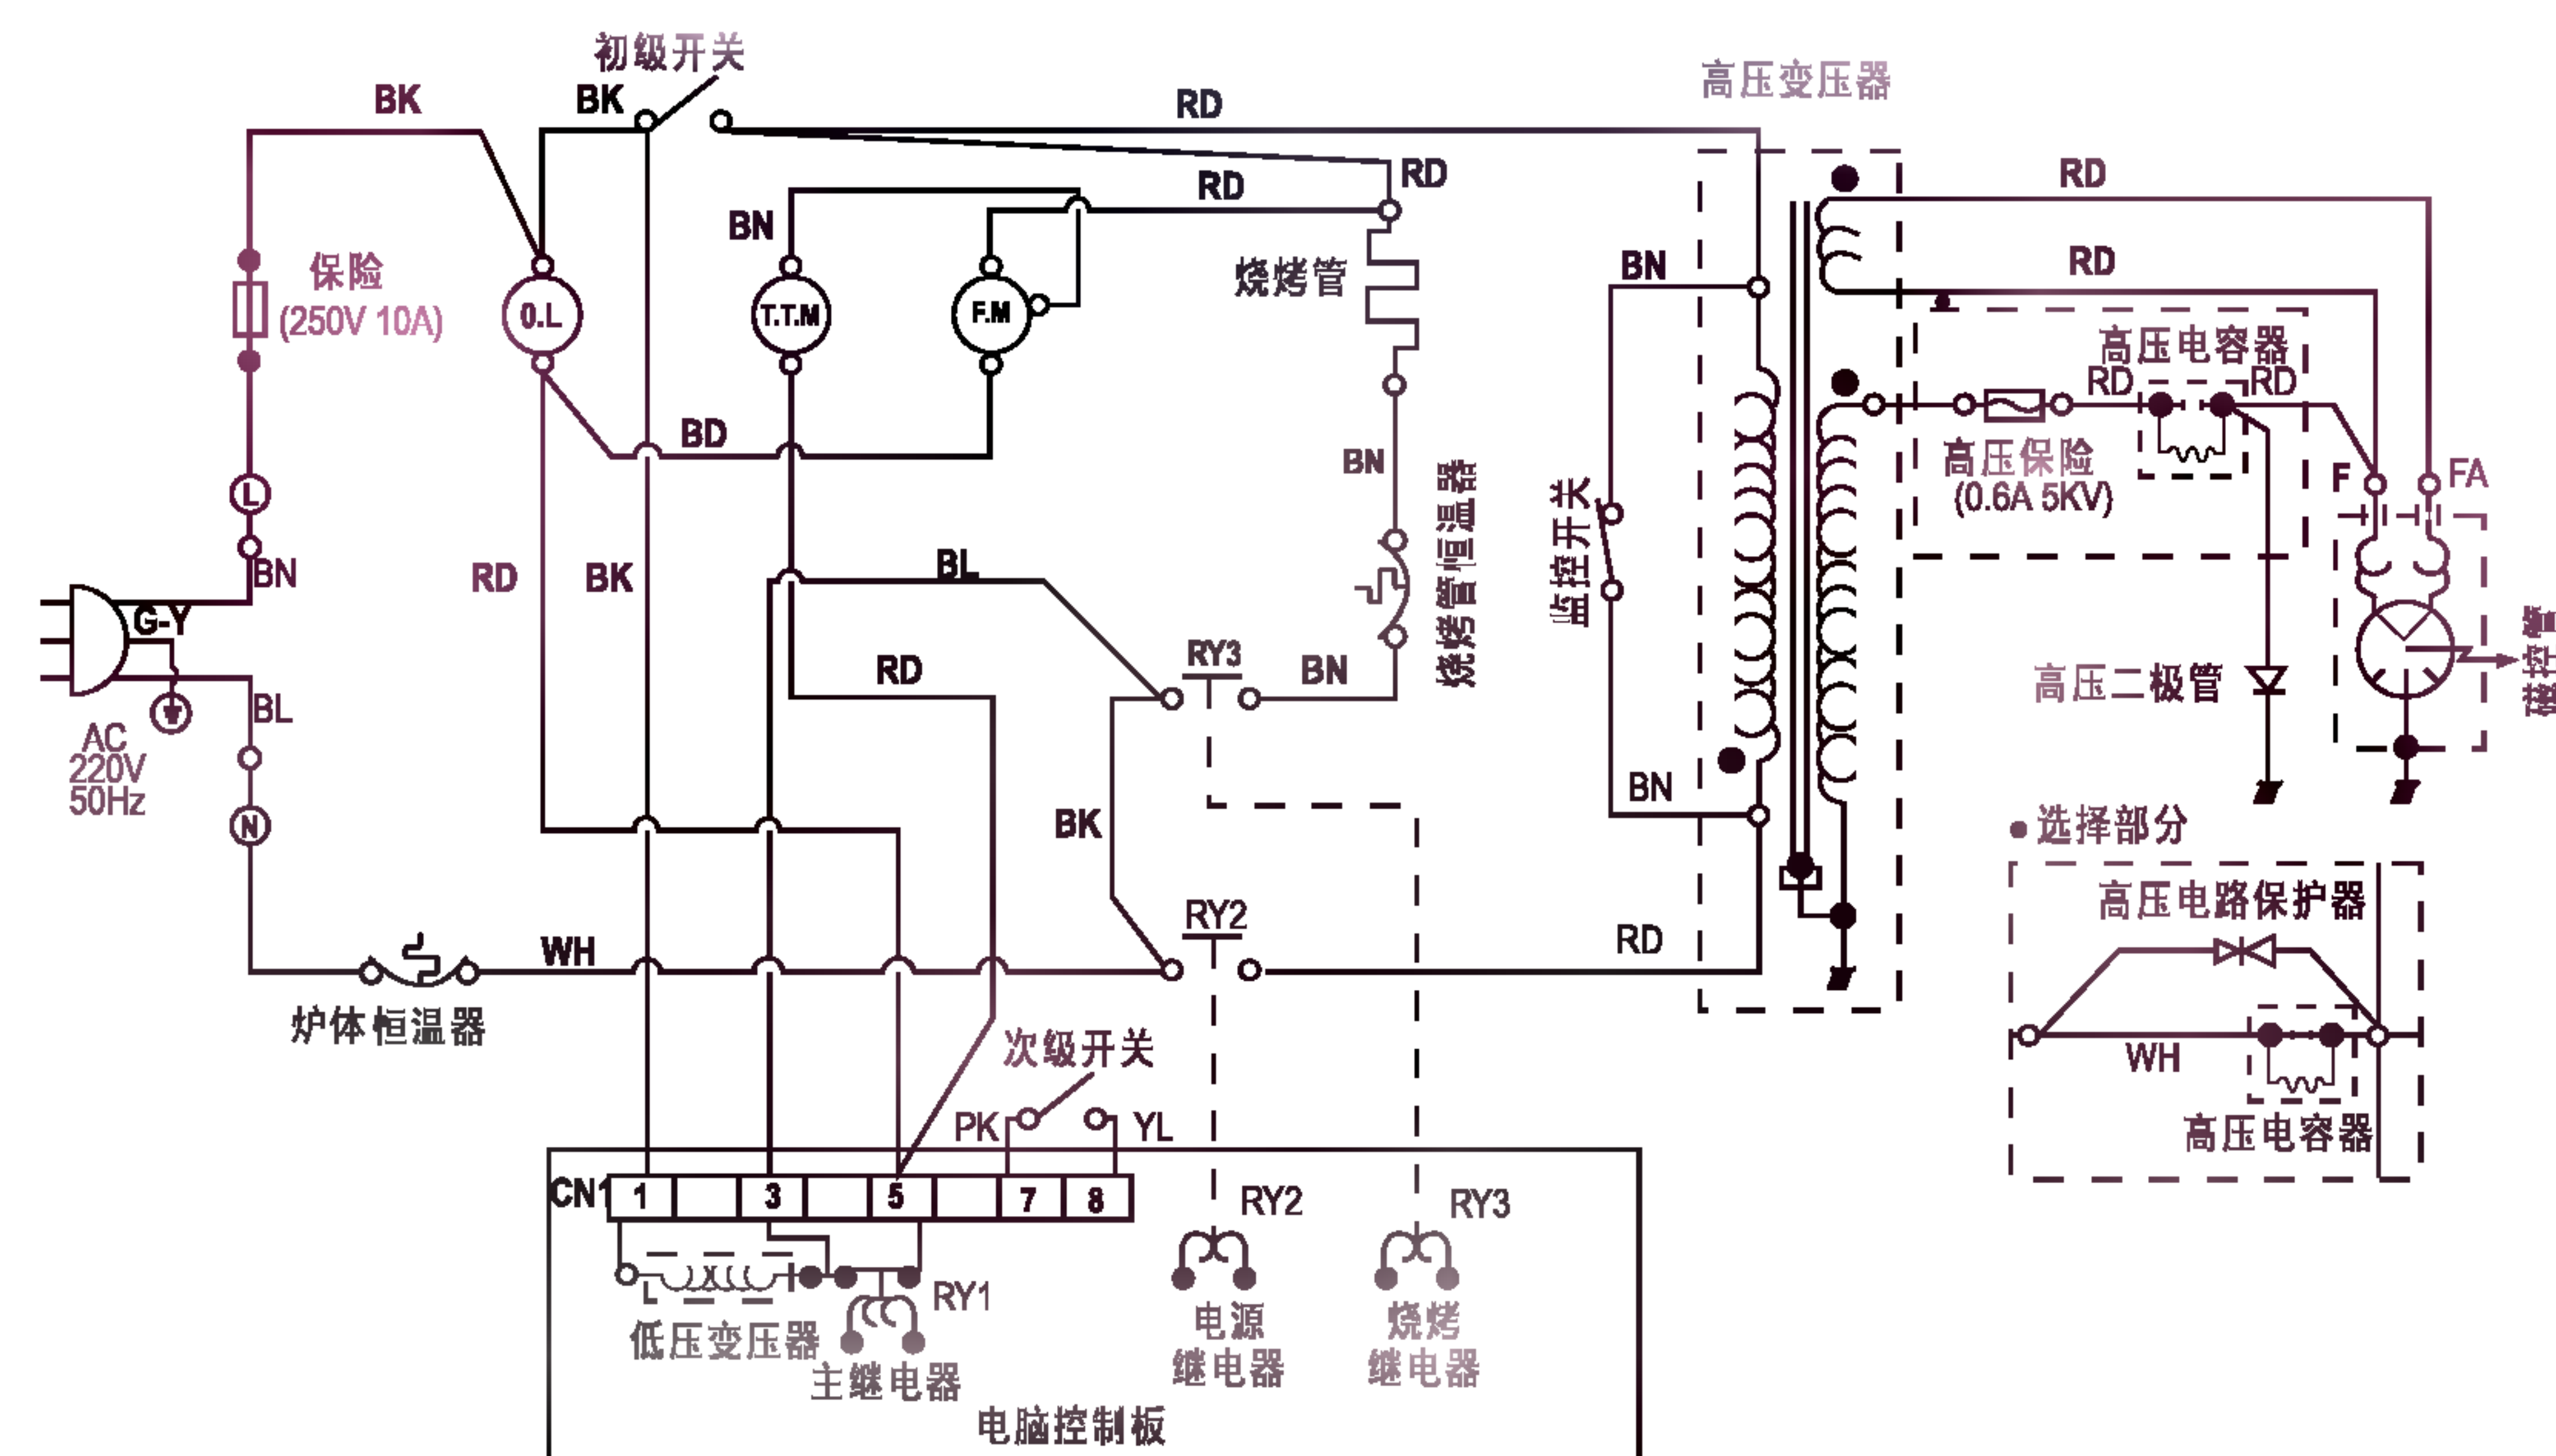 初级开关
高压变压器
BK
BK
RD
RD
RD
RD
BN
保险
(250V 10A)
O.L
T.T.M
F.M
烧烤管
BN
RD
高压电容器
RD
RD
BD
BN
高压保险
(0.6A 5KV)
F
FA
L
BN
烧烤管恒温器
监控开关
RD
BK
BL
G-Y
RY3
BN
RD
高压二极管
磁控管
BL
AC
220V
50Hz
N
BK
BN
选择部分
RY2
RD
高压电路保护器
WH
炉体恒温器
次级开关
WH
PK
YL
高压电容器
CN1
1
3
5
7
8
RY2
RY3
RY1
低压变压器
主继电器
电源
继电器
烧烤
继电器
电脑控制板